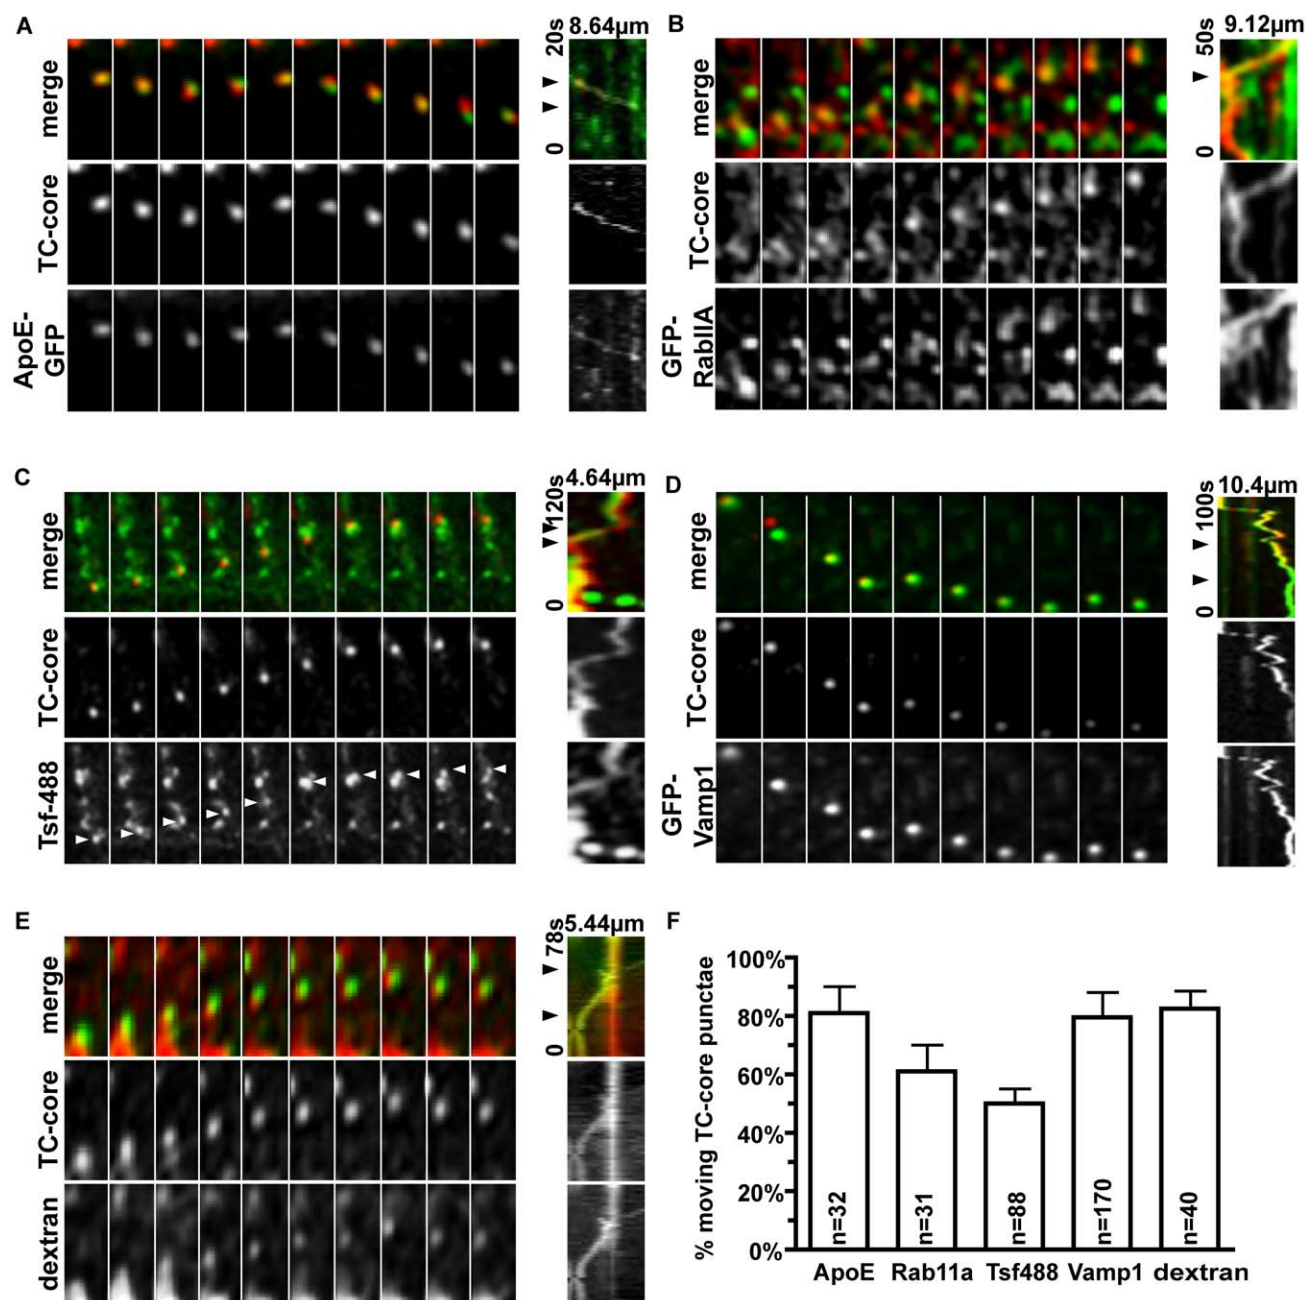 A
8.64µm
merge
20s
0
TC-core
ApoE-
GFP
B
9.12µm
merge
50s
0
TC-core
GFP-
RabIIA
C
4.64µm
merge
120s
0
TC-core
Tsf-488
D
10.4µm
merge
100s
0
TC-core
GFP-
Vamp1
E
5.44µm
merge
78s
0
TC-core
dextran
F
% moving TC-core punctae
100%
80%
60%
40%
20%
0%
n=32
n=31
n=88
n=170
n=40
ApoE Rab11a Tsf488 Vamp1 dextran